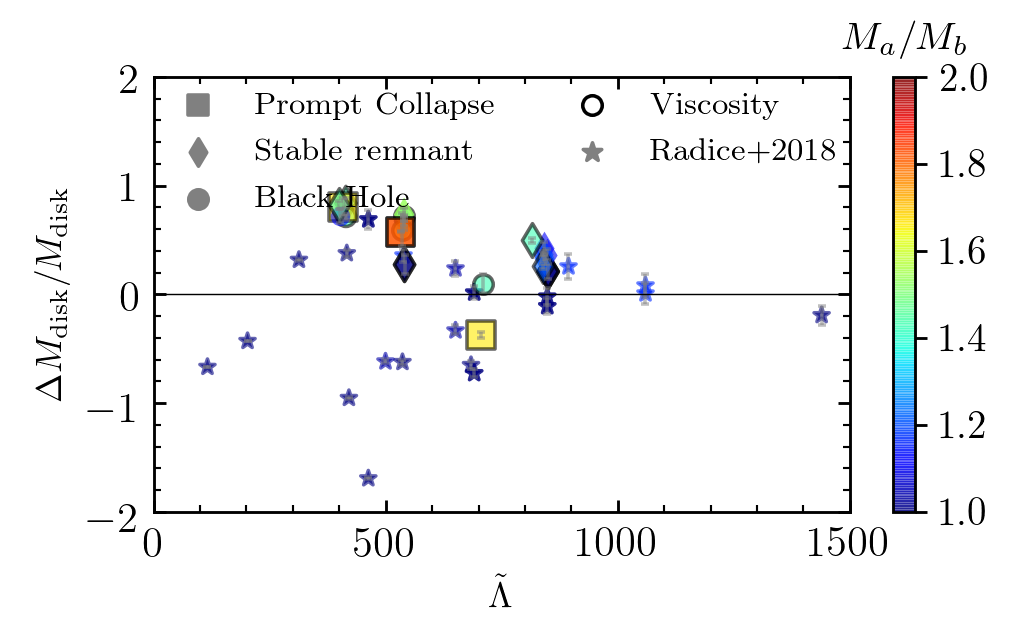 M_a/M_b
2
1
0
−1
−2
ΔM_disk/M_disk
Prompt Collapse
Stable remnant
Black Hole
Viscosity
Radice+2018
0
500
1000
1500
Λ̃
2.0
1.8
1.6
1.4
1.2
1.0